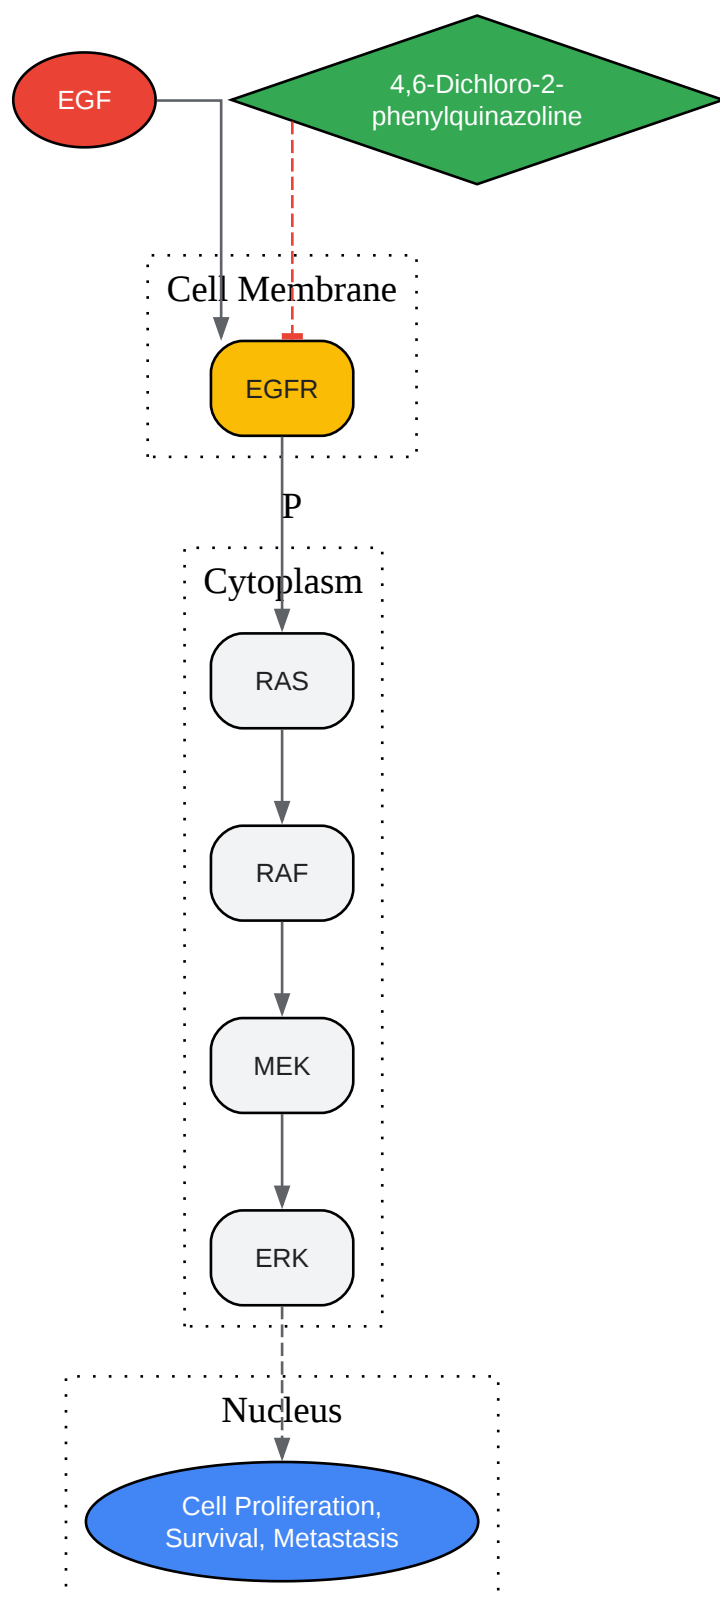 EGF
4,6-Dichloro-2-
phenylquinazoline
Cell Membrane
EGFR
P
Cytoplasm
RAS
RAF
MEK
ERK
Nucleus
Cell Proliferation,
Survival, Metastasis